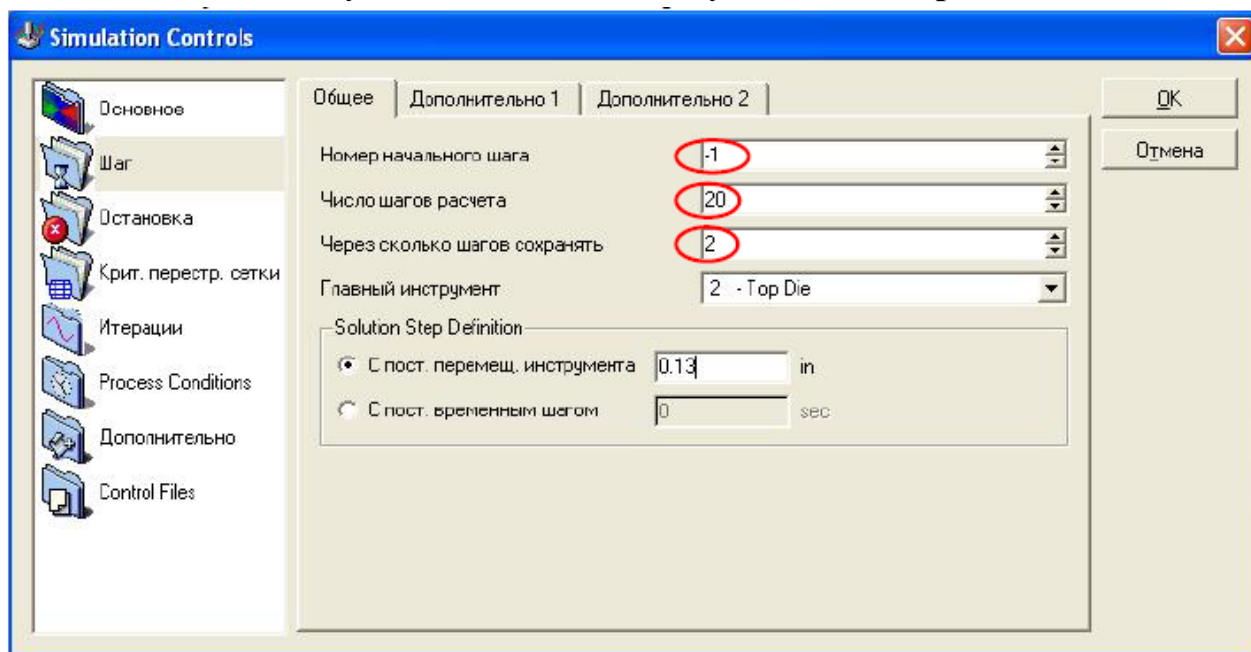 Simulation Controls
Основное
Шаг
Остановка
Крит. перестр. сетки
Итерации
Process Conditions
Дополнительно
Control Files
Общее
Дополнительно 1
Дополнительно 2
Номер начального шага -1
Число шагов расчета 20
Через сколько шагов сохранять 2
Главный инструмент 2 - Top Die
Solution Step Definition
С пост. перемещ. инструмента 0.13 in
С пост. временным шагом 0 sec
OK
Отмена